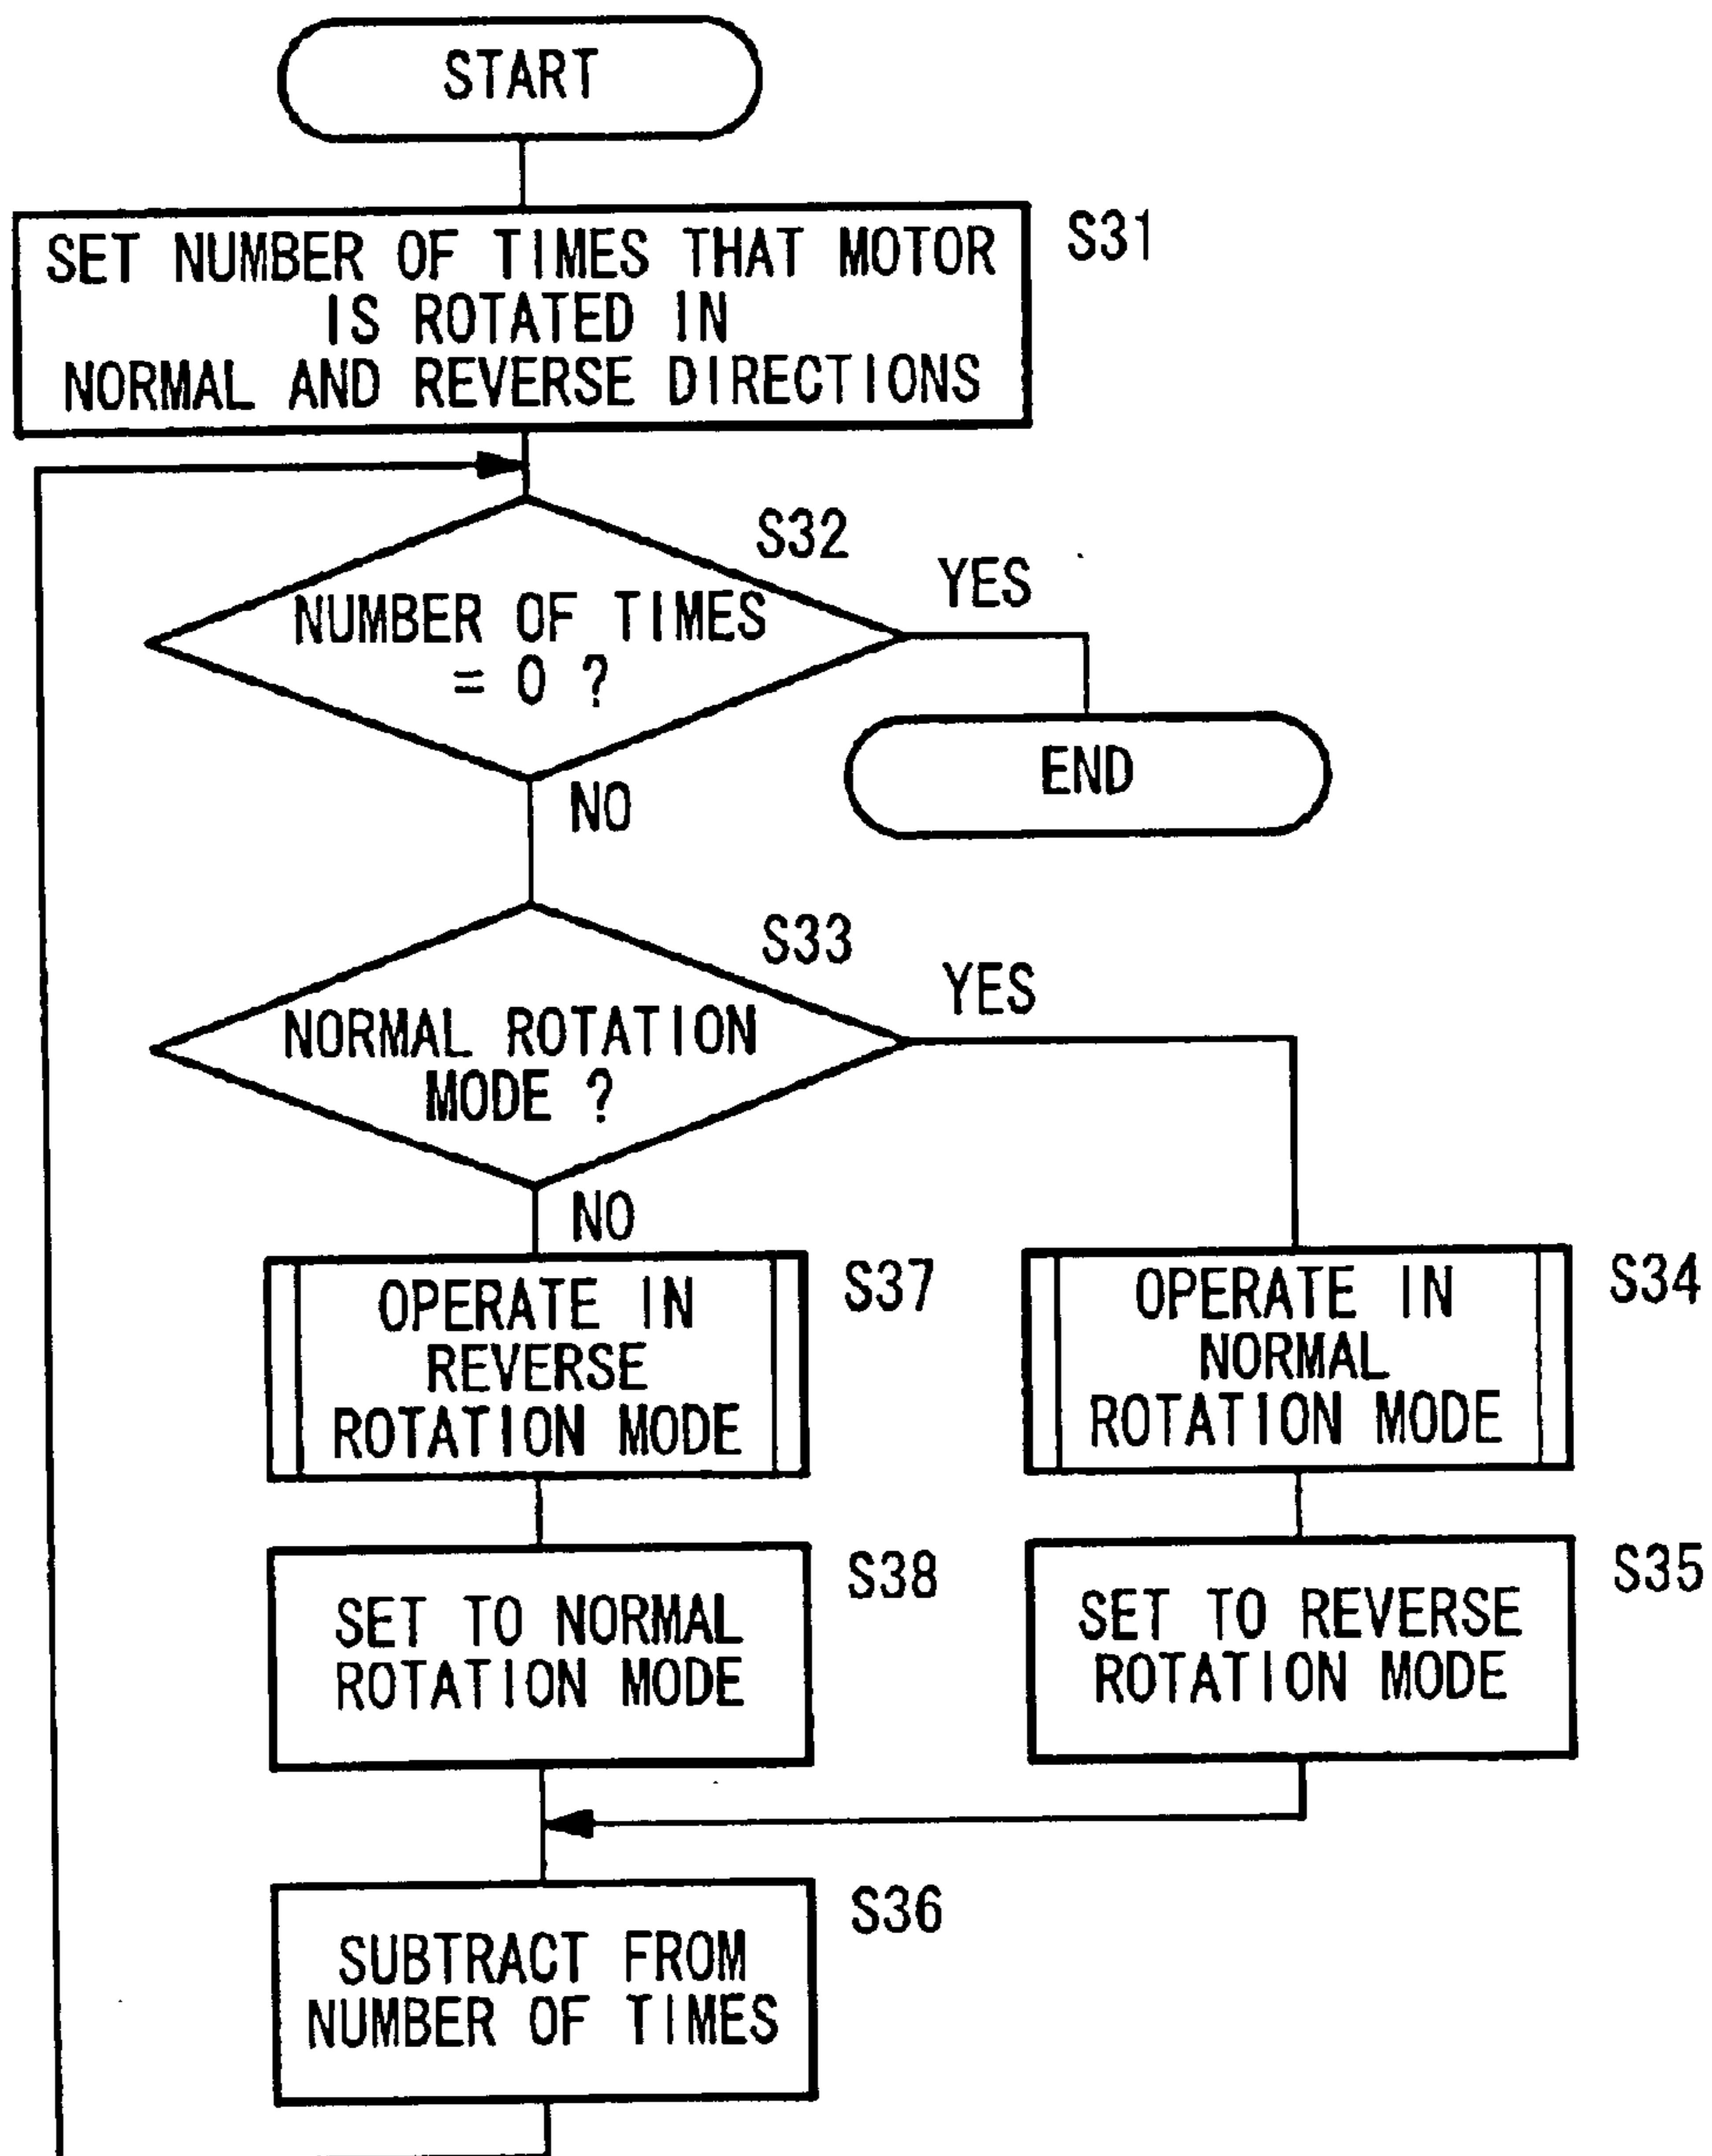 START
SET NUMBER OF TIMES THAT MOTOR
IS ROTATED IN
NORMAL AND REVERSE DIRECTIONS
S31
S32
NUMBER OF TIMES
= 0 ?
YES
END
NO
S33
NORMAL ROTATION
MODE ?
YES
NO
OPERATE IN
REVERSE
ROTATION MODE
S37
OPERATE IN
NORMAL
ROTATION MODE
S34
SET TO NORMAL
ROTATION MODE
S38
SET TO REVERSE
ROTATION MODE
S35
SUBTRACT FROM
NUMBER OF TIMES
S36